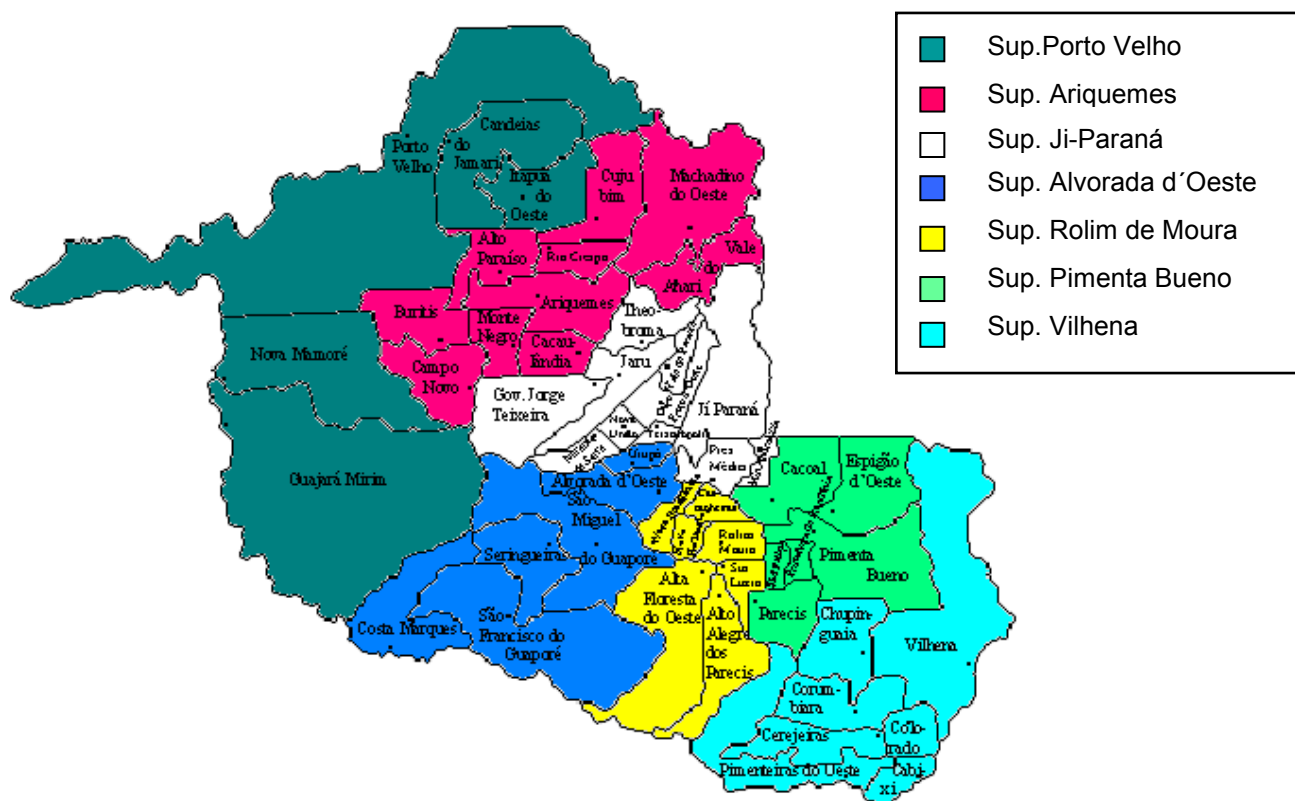 Sup.Porto Velho
Sup. Ariquemes
Sup. Ji-Paraná
Sup. Alvorada d´Oeste
Sup. Rolim de Moura
Sup. Pimenta Bueno
Sup. Vilhena
Candeias
do
Jamari
Porto
Velho
Itapuã
do
Oeste
Cuju
bim
Machadino
do Oeste
Alto
Paraíso
Rio Crespo
Vale
do
Anari
Ariquemes
Buritis
Monte
Negro
Cacau-
lândia
Campo
Novo
Theo-
broma
Jaru
Nova Mamoré
Gov. Jorge
Teixeira
Jí Paraná
Nova
União
Guajará Mirim
Urupá
Alvorada d'Oeste
São
Miguel
do Guaporé
Seringueiras
Costa Marques
São
Francisco do
Guaporé
Cacoal
Espigão
d'Oeste
Rolim
Moura
Pimenta
Bueno
Alta
Floresta
do Oeste
Alto
Alegre
dos
Parecis
Parecis
Chupin-
guaia
Vilhena
Corum-
biara
Cerejeiras
Colo-
rado
Pimenteiras do Oeste
Cabi-
xi